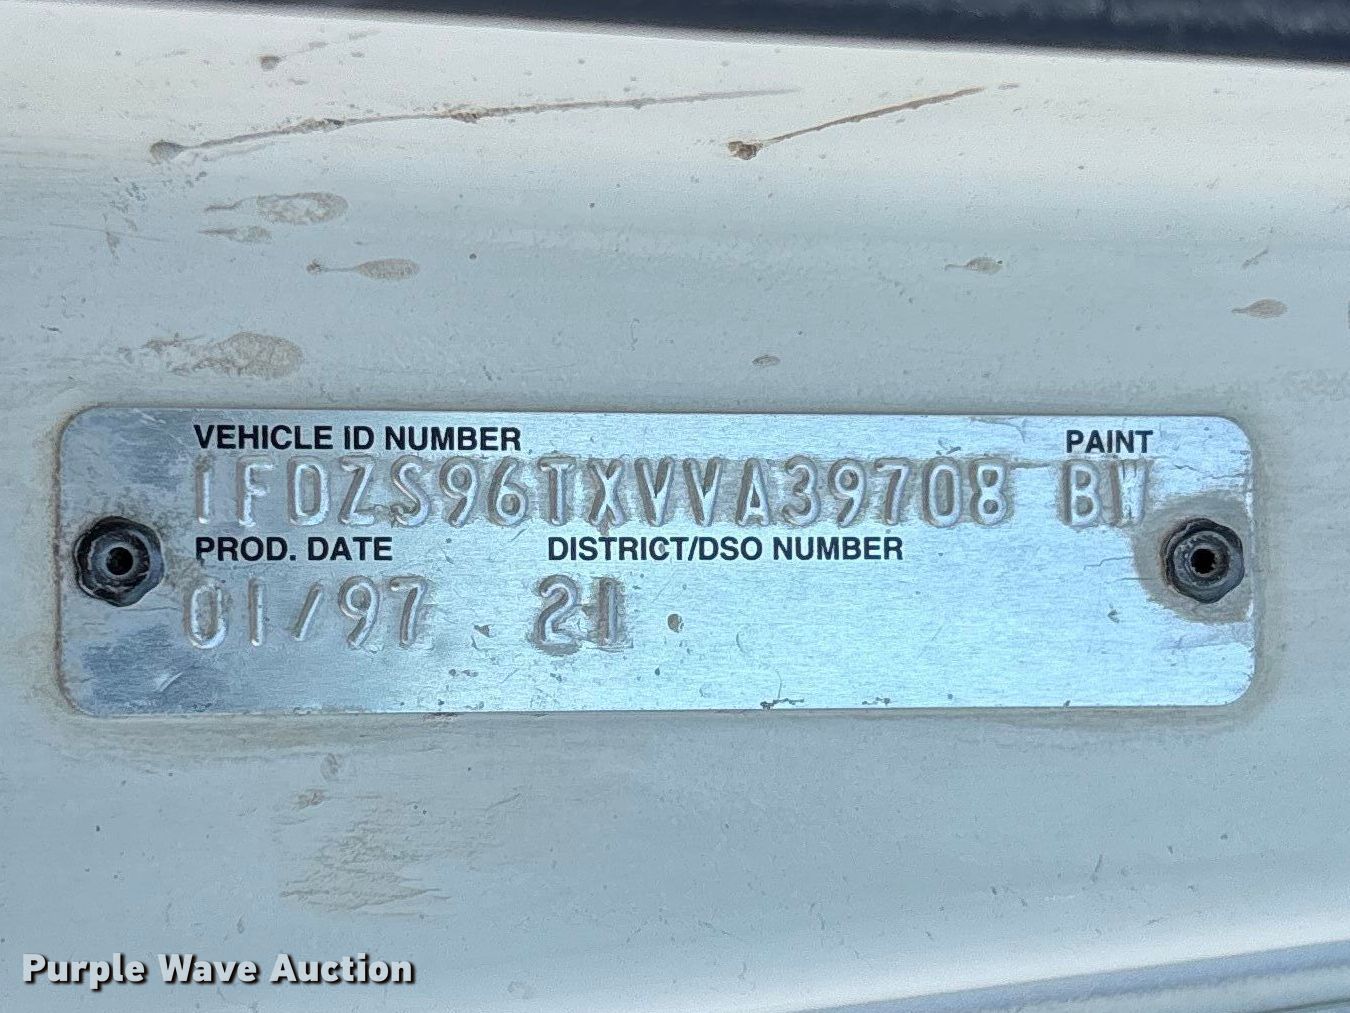 VEHICLE ID NUMBER PAINT
1FDZS96TXVVA39708 BW
PROD. DATE DISTRICT/DSO NUMBER
01/97 21
Purple Wave Auction